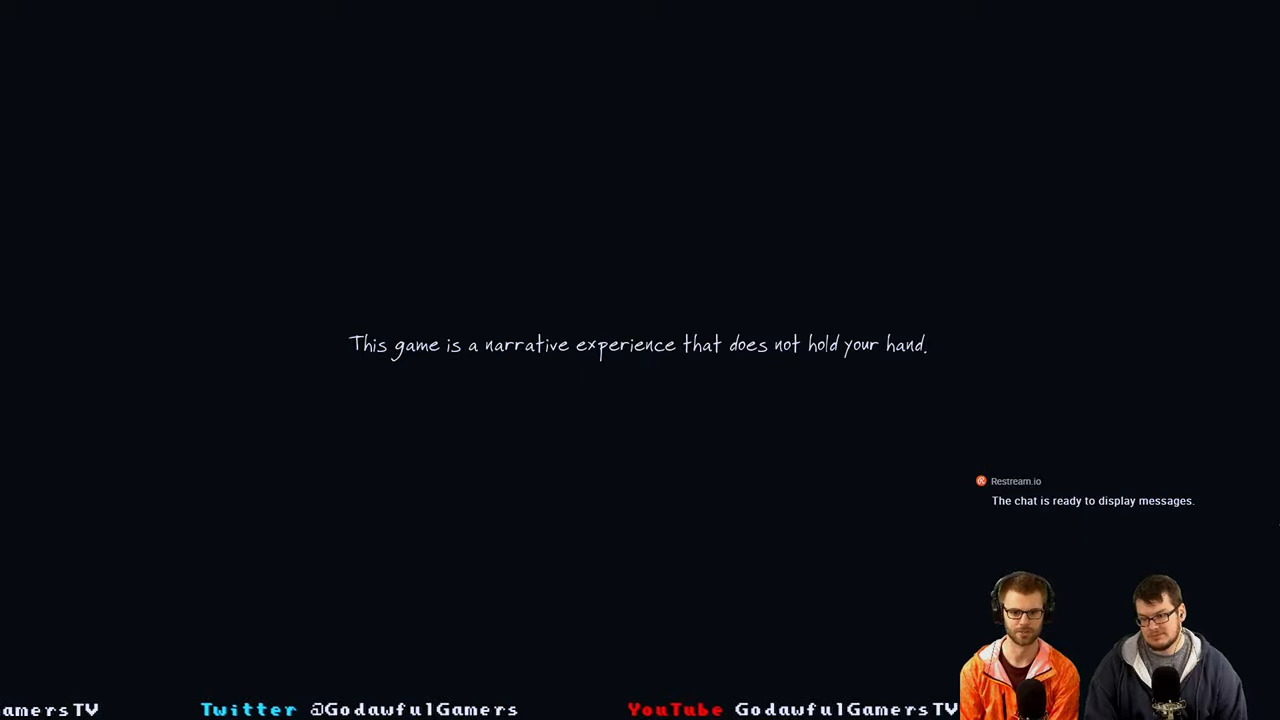 This game is a narrative experience that does not hold your hand.
Restream.io
The chat is ready to display messages.
amersTV Twitter @GodawfulGamers YouTube GodawfulGamersTV